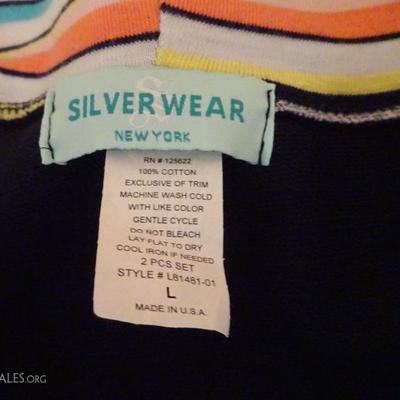 SILVERWEAR
NEW YORK
RN # 125622
100% COTTON
EXCLUSIVE OF TRIM
MACHINE WASH COLD
WITH LIKE COLOR
GENTLE CYCLE
DO NOT BLEACH
LAY FLAT TO DRY
COOL IRON IF NEEDED
2 PCS SET
STYLE # L81481-01
L
MADE IN U.S.A.
ALES.ORG